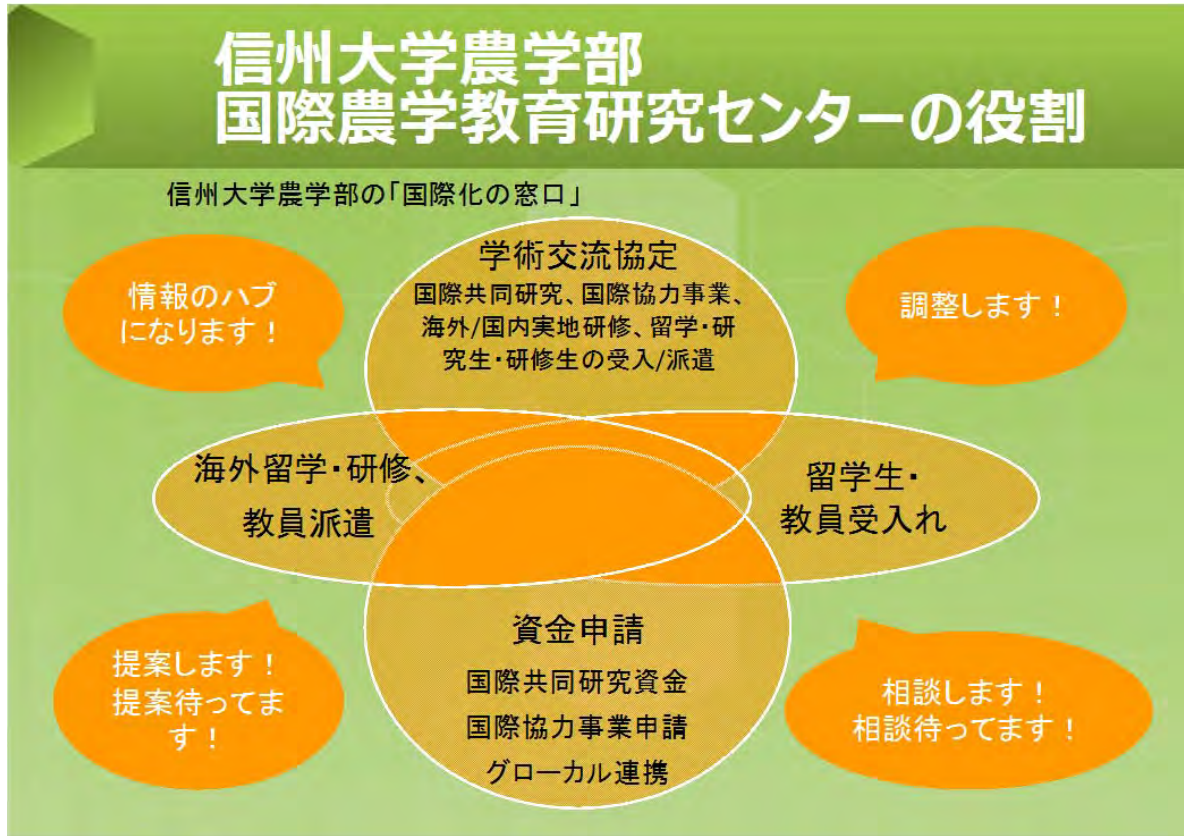 信州大学農学部
国際農学教育研究センターの役割
信州大学農学部の「国際化の窓口」
情報のハブ
になります！
学術交流協定
国際共同研究、国際協力事業、
海外/国内実地研修、留学・研
究生・研修生の受入/派遣
調整します！
海外留学・研修、
教員派遣
留学生・
教員受入れ
提案します！
提案待ってま
す！
資金申請
国際共同研究資金
国際協力事業申請
グローカル連携
相談します！
相談待ってます！